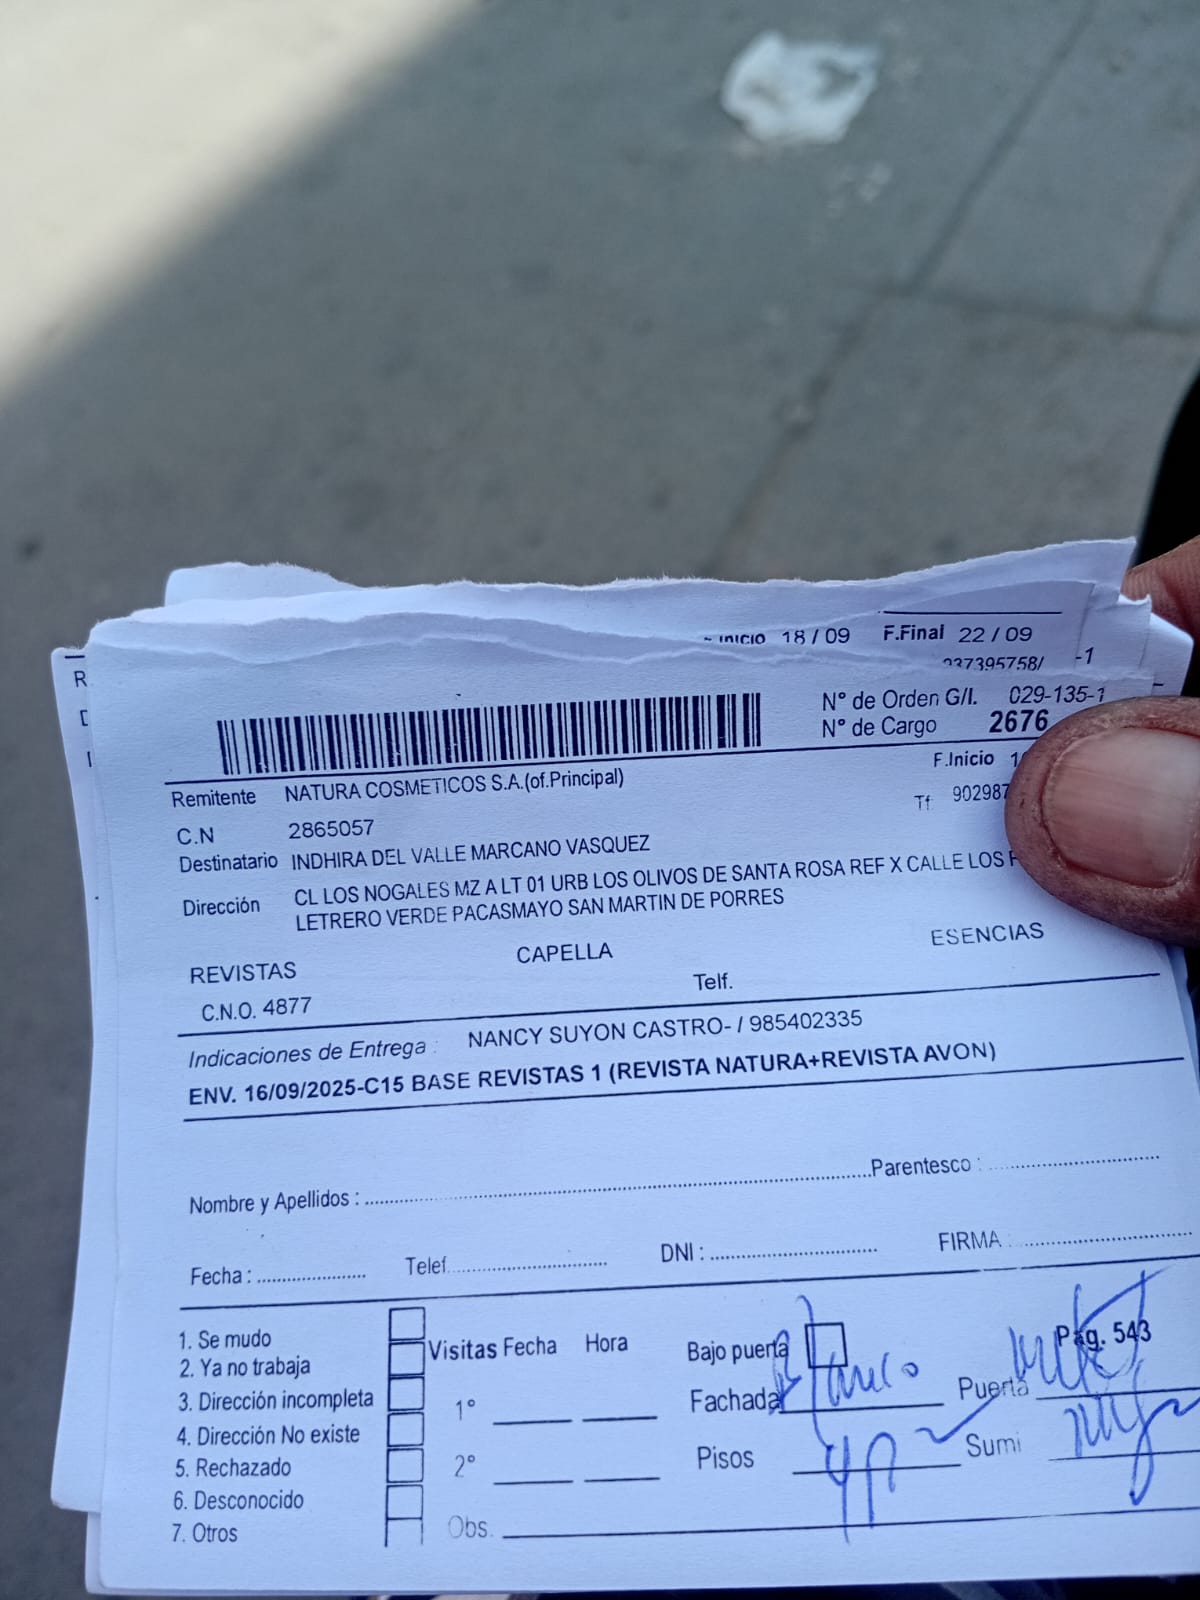 R
D
Inicio 18 / 09 F.Final 22 / 09
937395758/ -1
N° de Orden G/I. 029-135-1
N° de Cargo 2676
F.Inicio 1
Remitente NATURA COSMETICOS S.A.(of.Principal)
Tf 90298
C.N 2865057
Destinatario INDHIRA DEL VALLE MARCANO VASQUEZ
Dirección CL LOS NOGALES MZ A LT 01 URB LOS OLIVOS DE SANTA ROSA REF X CALLE LOS
LETRERO VERDE PACASMAYO SAN MARTIN DE PORRES
REVISTAS CAPELLA ESENCIAS
C.N.O. 4877 Telf.
Indicaciones de Entrega : NANCY SUYON CASTRO- / 985402335
ENV. 16/09/2025-C15 BASE REVISTAS 1 (REVISTA NATURA+REVISTA AVON)
Nombre y Apellidos : Parentesco :
Fecha : Telef. DNI : FIRMA :
1. Se mudo
2. Ya no trabaja
3. Dirección incompleta
4. Dirección No existe
5. Rechazado
6. Desconocido
7. Otros
Visitas Fecha Hora
1°
2°
Obs.
Bajo puerta Pág. 543
Fachada Blanco Puerta
Pisos 4p Sumi